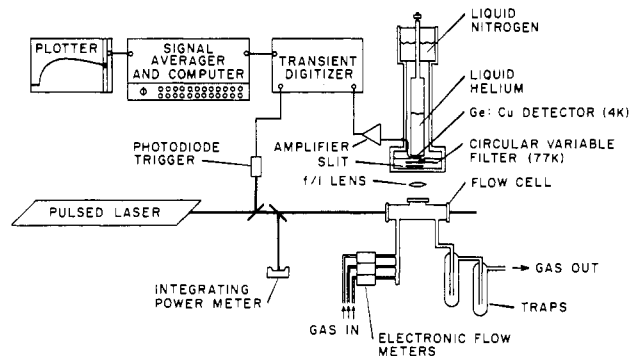 PLOTTER
SIGNAL
AVERAGER
AND COMPUTER
TRANSIENT
DIGITIZER
LIQUID
NITROGEN
LIQUID
HELIUM
Ge: Cu DETECTOR (4K)
CIRCULAR VARIABLE
FILTER (77K)
AMPLIFIER
SLIT
f/1 LENS
PHOTODIODE
TRIGGER
FLOW CELL
PULSED LASER
INTEGRATING
POWER METER
GAS IN
ELECTRONIC FLOW
METERS
GAS OUT
TRAPS